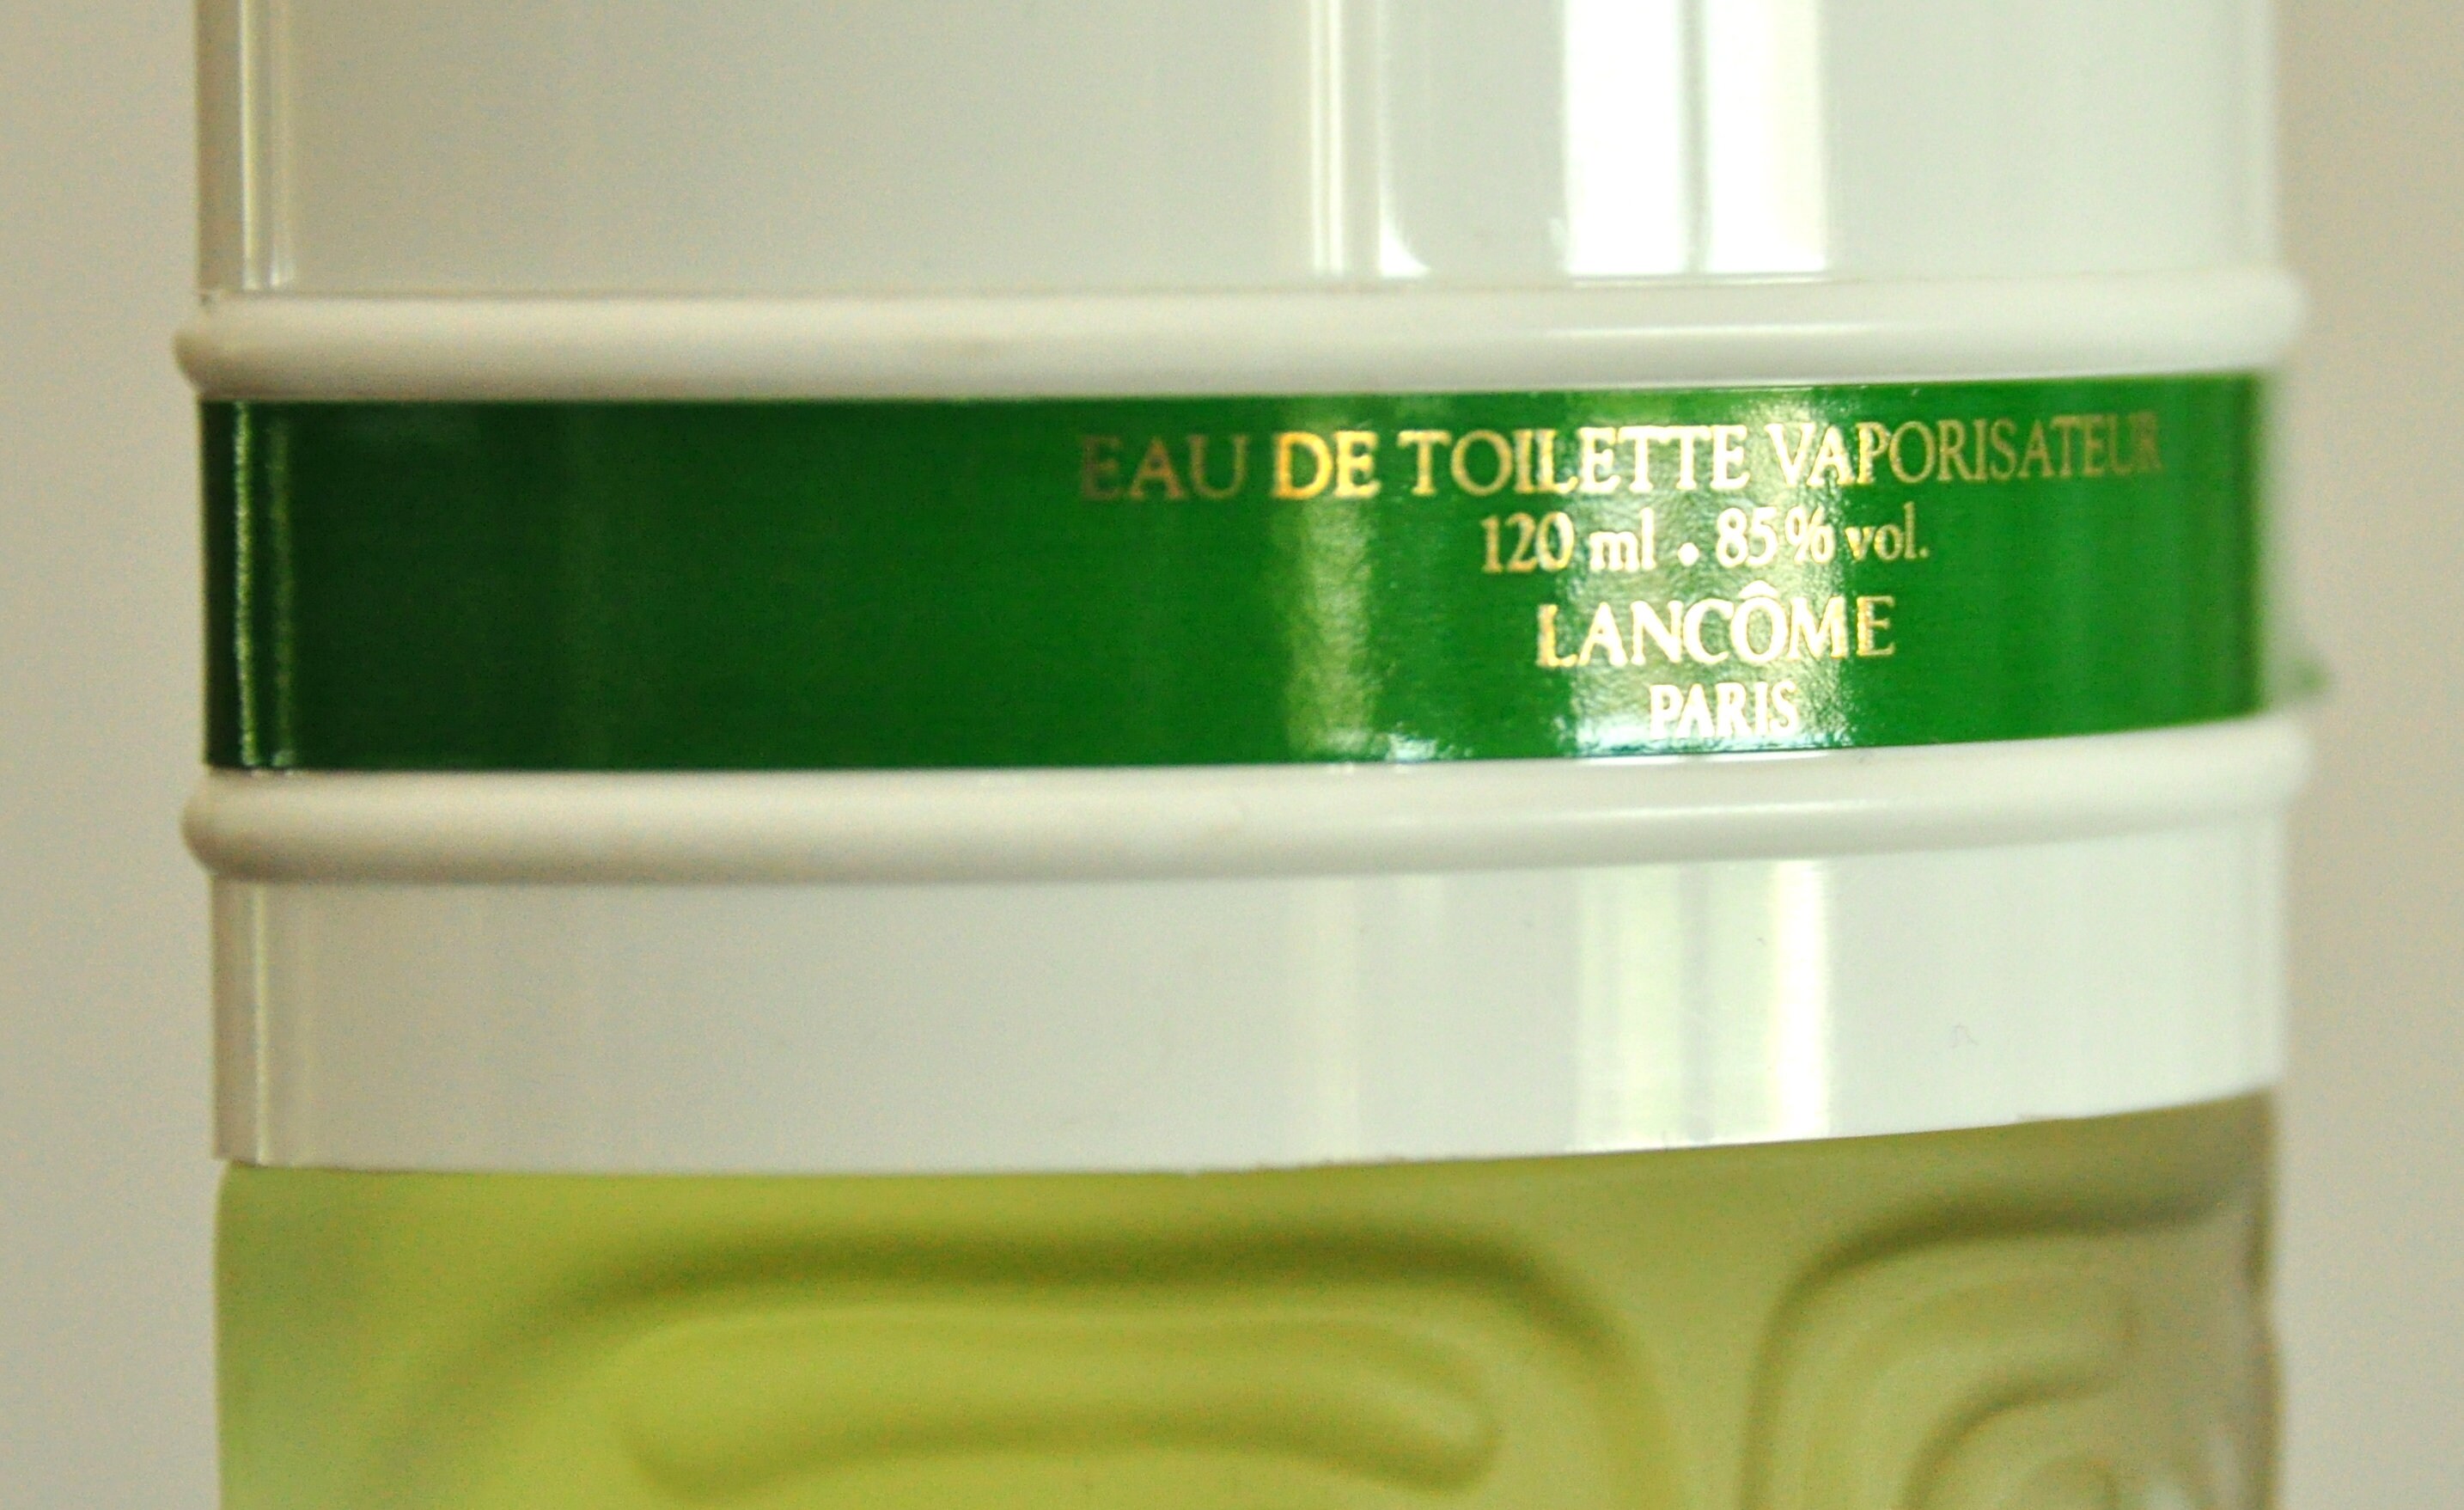 EAU DE TOILETTE VAPORISATEUR
120 ml • 85% vol.
LANCÔME
PARIS